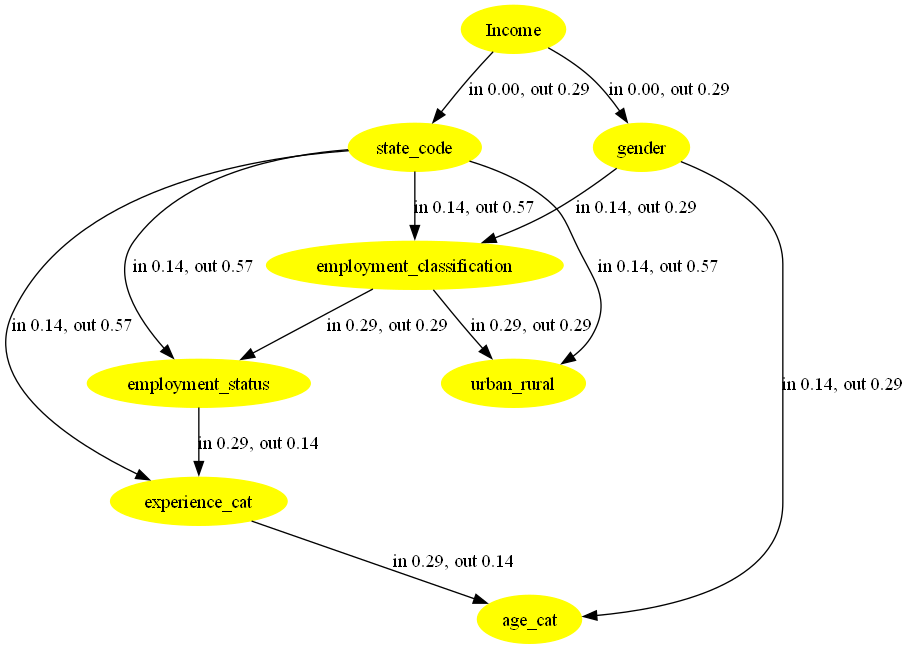 Income
in 0.00, out 0.29
in 0.00, out 0.29
state_code
gender
in 0.14, out 0.57
in 0.14, out 0.29
employment_classification
in 0.14, out 0.57
in 0.14, out 0.57
in 0.14, out 0.57
in 0.29, out 0.29
in 0.29, out 0.29
employment_status
urban_rural
in 0.14, out 0.29
in 0.29, out 0.14
experience_cat
in 0.29, out 0.14
age_cat